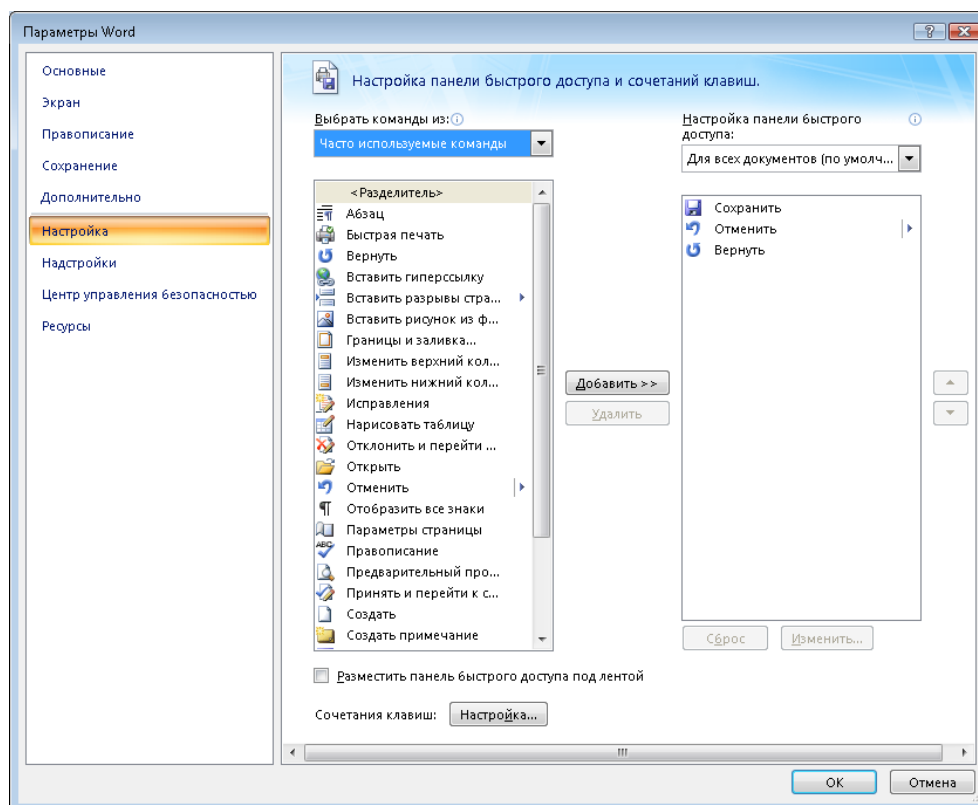 Параметры Word
Основные
Экран
Правописание
Сохранение
Дополнительно
Настройка
Надстройки
Центр управления безопасностью
Ресурсы
Настройка панели быстрого доступа и сочетаний клавиш.
Выбрать команды из:
Часто используемые команды
<Разделитель>
Абзац
Быстрая печать
Вернуть
Вставить гиперссылку
Вставить разрывы стра...
Вставить рисунок из ф...
Границы и заливка...
Изменить верхний кол...
Изменить нижний кол...
Исправления
Нарисовать таблицу
Отклонить и перейти ...
Открыть
Отменить
Отобразить все знаки
Параметры страницы
Правописание
Предварительный про...
Принять и перейти к с...
Создать
Создать примечание
Добавить >>
Удалить
Настройка панели быстрого
доступа:
Для всех документов (по умолч...
Сохранить
Отменить
Вернуть
Сброс
Изменить...
Разместить панель быстрого доступа под лентой
Сочетания клавиш:
Настройка...
ОК
Отмена